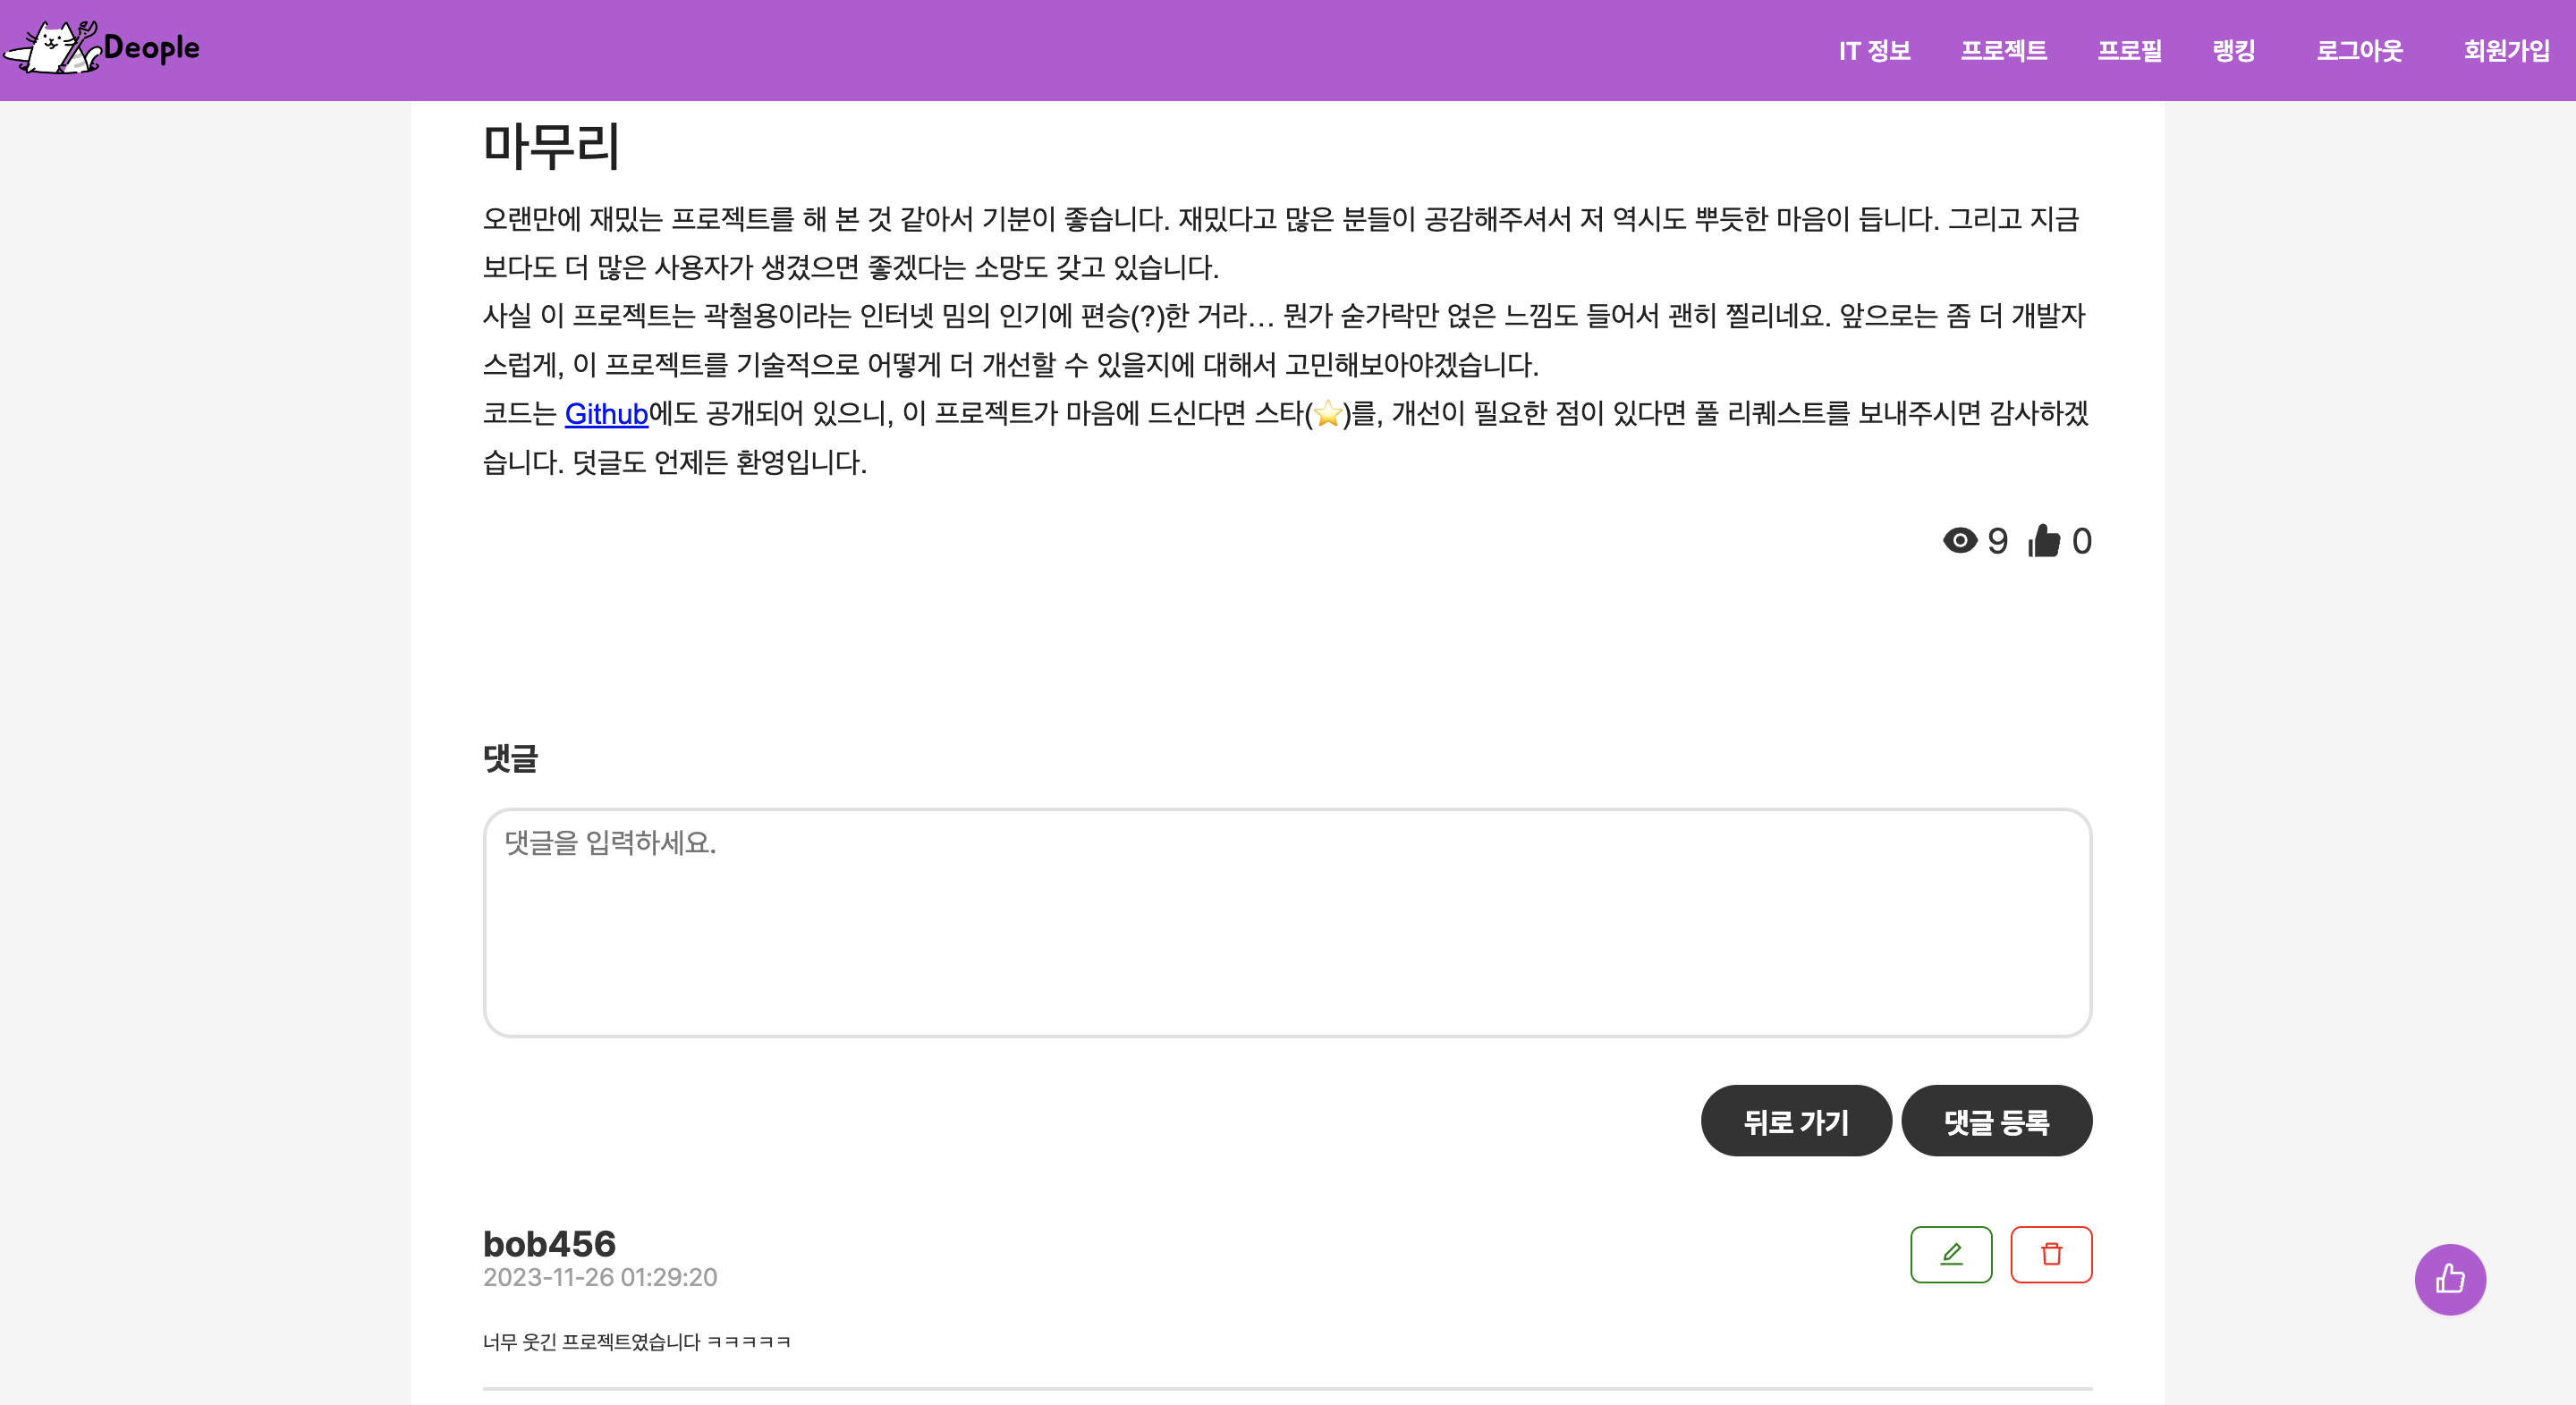 Deople
IT 정보 프로젝트 프로필 랭킹 로그아웃 회원가입
마무리
오랜만에 재밌는 프로젝트를 해 본 것 같아서 기분이 좋습니다. 재밌다고 많은 분들이 공감해주셔서 저 역시도 뿌듯한 마음이 듭니다. 그리고 지금
보다도 더 많은 사용자가 생겼으면 좋겠다는 소망도 갖고 있습니다.
사실 이 프로젝트는 곽철용이라는 인터넷 밈의 인기에 편승(?)한 거라… 뭔가 숟가락만 얹은 느낌도 들어서 괜히 찔리네요. 앞으로는 좀 더 개발자
스럽게, 이 프로젝트를 기술적으로 어떻게 더 개선할 수 있을지에 대해서 고민해보아야겠습니다.
코드는 Github에도 공개되어 있으니, 이 프로젝트가 마음에 드신다면 스타(⭐)를, 개선이 필요한 점이 있다면 풀 리퀘스트를 보내주시면 감사하겠
습니다. 덧글도 언제든 환영입니다.
9 0
댓글
댓글을 입력하세요.
뒤로 가기 댓글 등록
bob456
2023-11-26 01:29:20
너무 웃긴 프로젝트였습니다 ㅋㅋㅋㅋㅋ